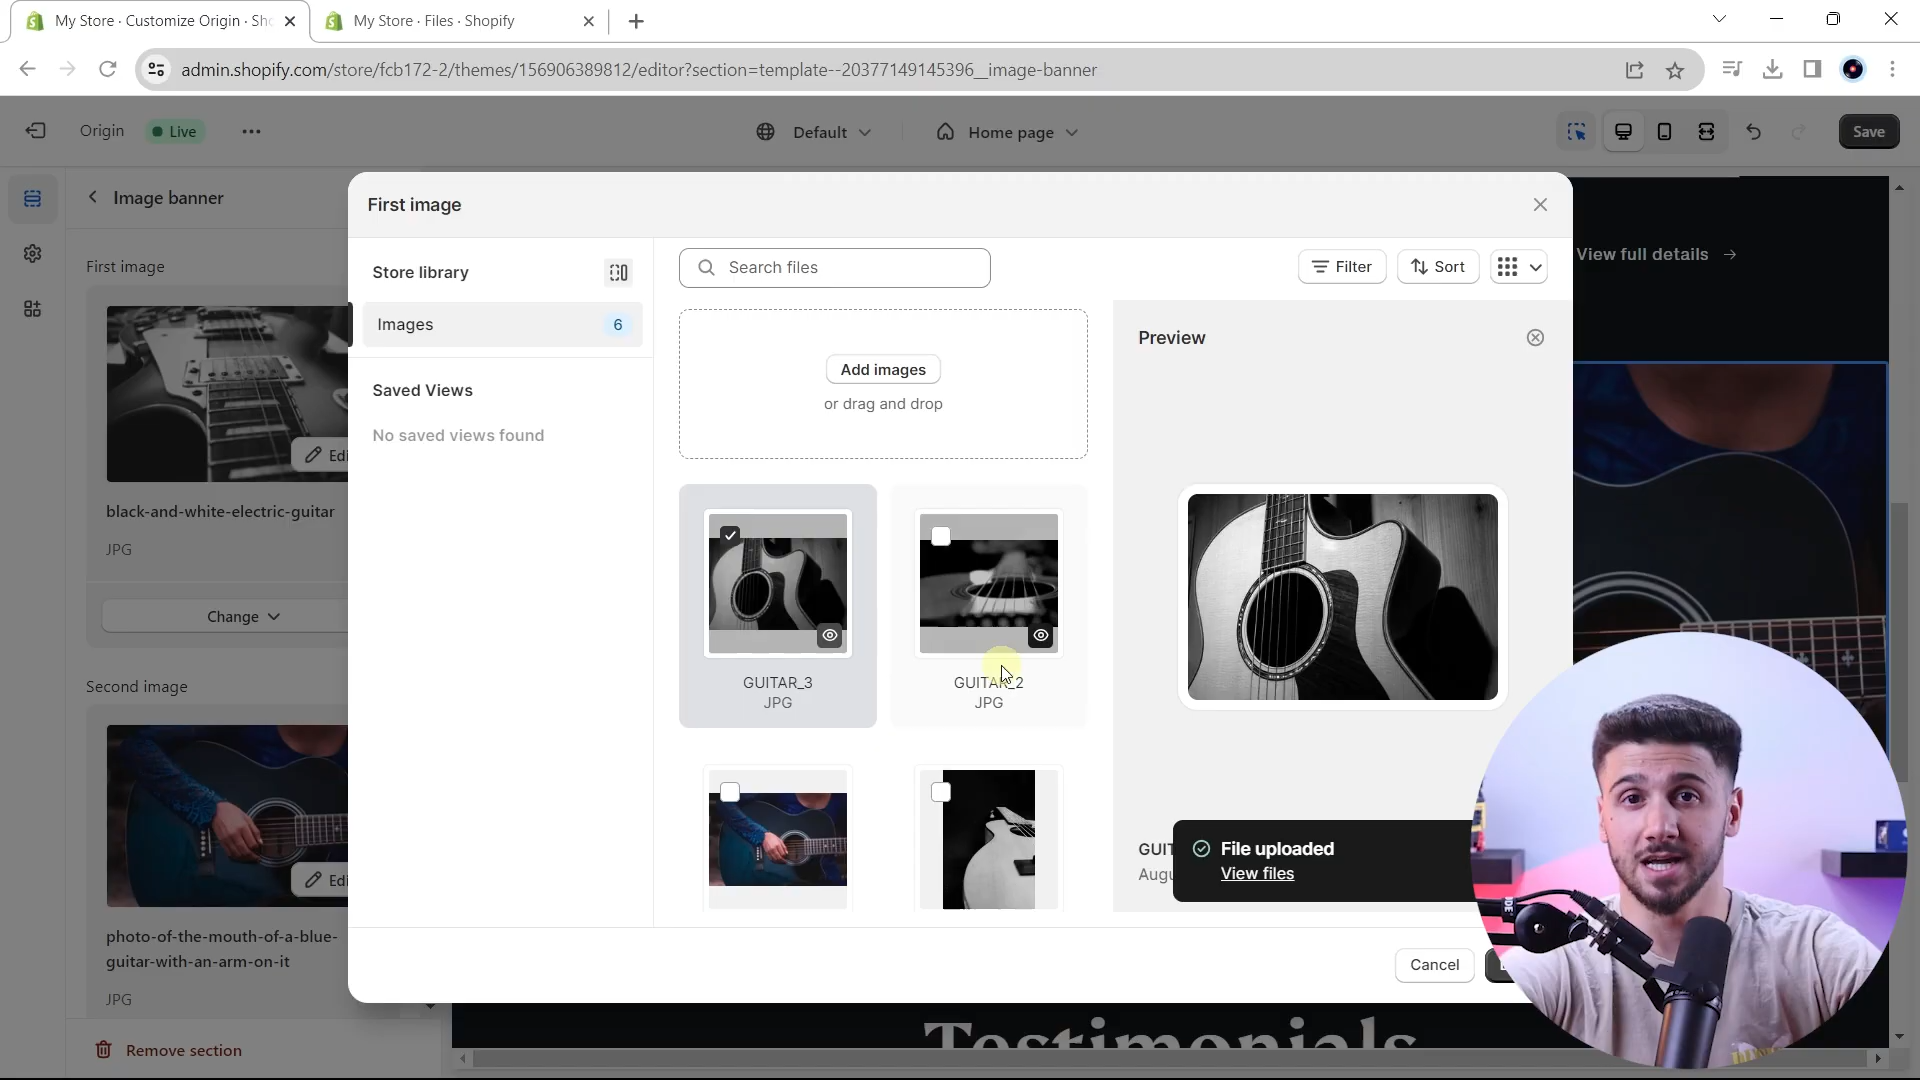 My Store · Customize Origin · Sh
My Store · Files · Shopify
admin.shopify.com/store/fcb172-2/themes/156906389812/editor?section=template--20377149145396__image-banner
Origin
Live
Default
Home page
Save
Image banner
First image
black-and-white-electric-guitar
JPG
Change
Second image
photo-of-the-mouth-of-a-blue-
guitar-with-an-arm-on-it
JPG
Remove section
First image
Store library
Images
6
Saved Views
No saved views found
Search files
Filter
Sort
Add images
or drag and drop
GUITAR_3
JPG
GUITAR_2
JPG
Preview
File uploaded
View files
Cancel
View full details →
Testimonials